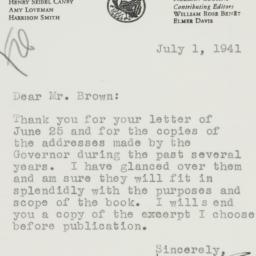 HENRY SEIDEL CANBY
AMY LOVEMAN
HARRISON SMITH
Contributing Editors
WILLIAM ROSE BENÉT
ELMER DAVIS
July 1, 1941
Dear Mr. Brown:
Thank you for your letter of
June 25 and for the copies of
the addresses made by the
Governor during the past several
years. I have glanced over them
and am sure they will fit in
splendidly with the purposes and
scope of the book. I wills end
you a copy of the excerpt I choose
before publication.
Sincerely,